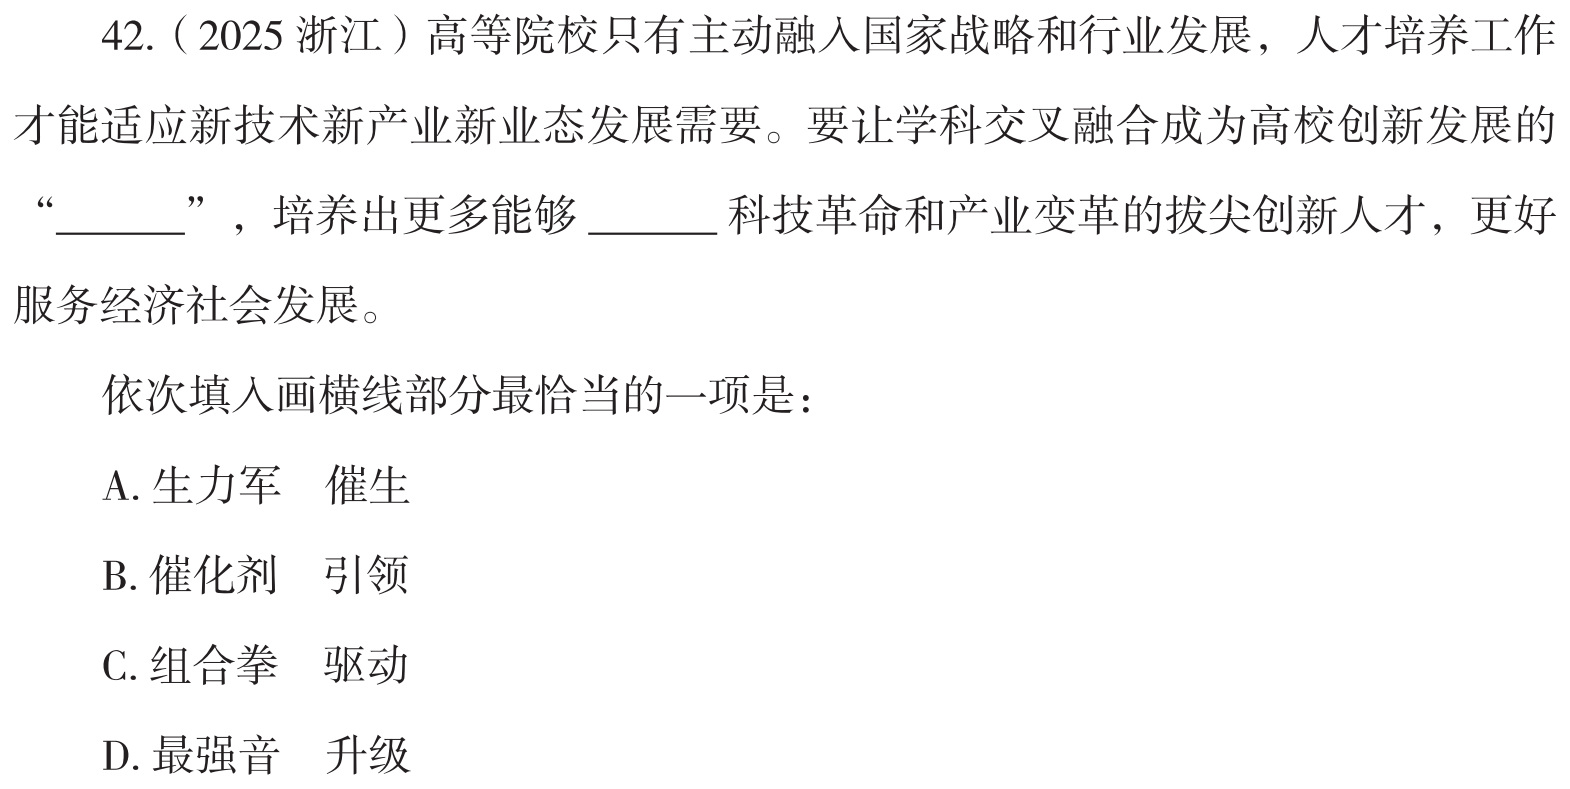 42.（2025 浙江）高等院校只有主动融入国家战略和行业发展，人才培养工作
才能适应新技术新产业新业态发展需要。要让学科交叉融合成为高校创新发展的
“______”，培养出更多能够 ______ 科技革命和产业变革的拔尖创新人才，更好
服务经济社会发展。
依次填入画横线部分最恰当的一项是：
A. 生力军　催生
B. 催化剂　引领
C. 组合拳　驱动
D. 最强音　升级